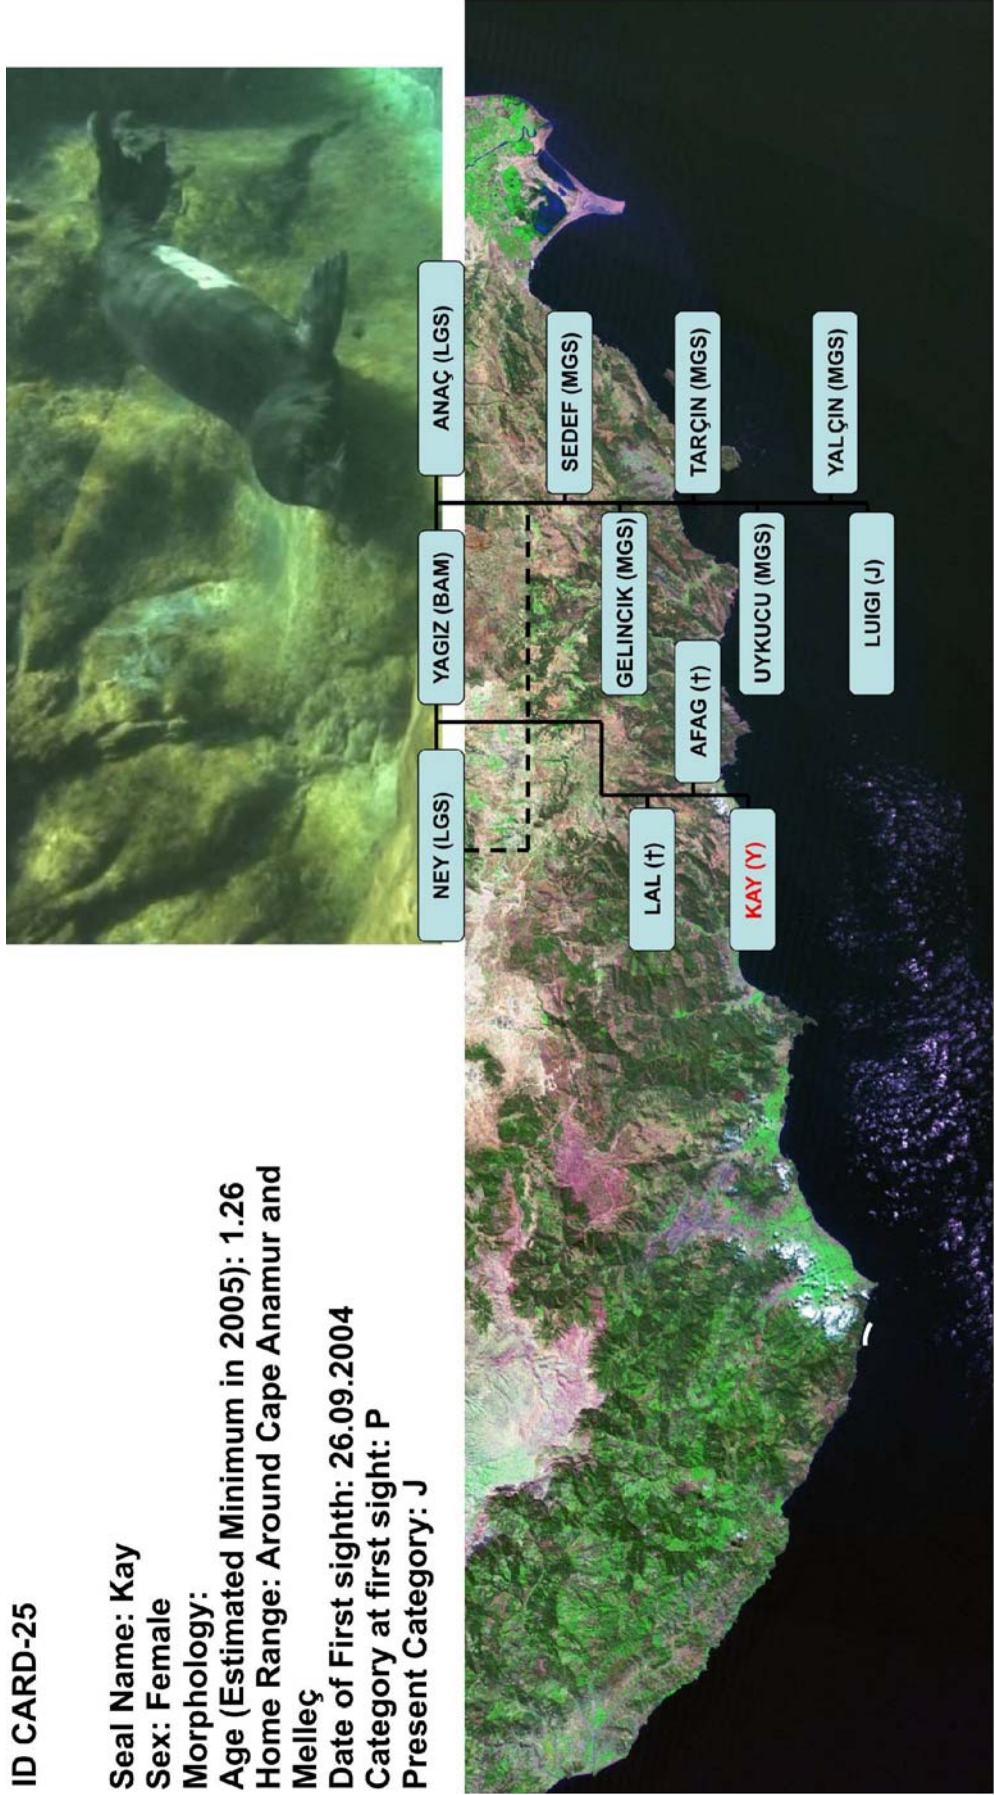 ID CARD-25
Seal Name: Kay
Sex: Female
Morphology:
Age (Estimated Minimum in 2005): 1.26
Home Range: Around Cape Anamur and
Melleç
Date of First sighth: 26.09.2004
Category at first sight: P
Present Category: J
NEY (LGS)
YAGIZ (BAM)
ANAÇ (LGS)
SEDEF (MGS)
GELINCIK (MGS)
LAL (†)
AFAG (†)
TARÇIN (MGS)
KAY (Y)
UYKUCU (MGS)
YALÇIN (MGS)
LUIGI (J)